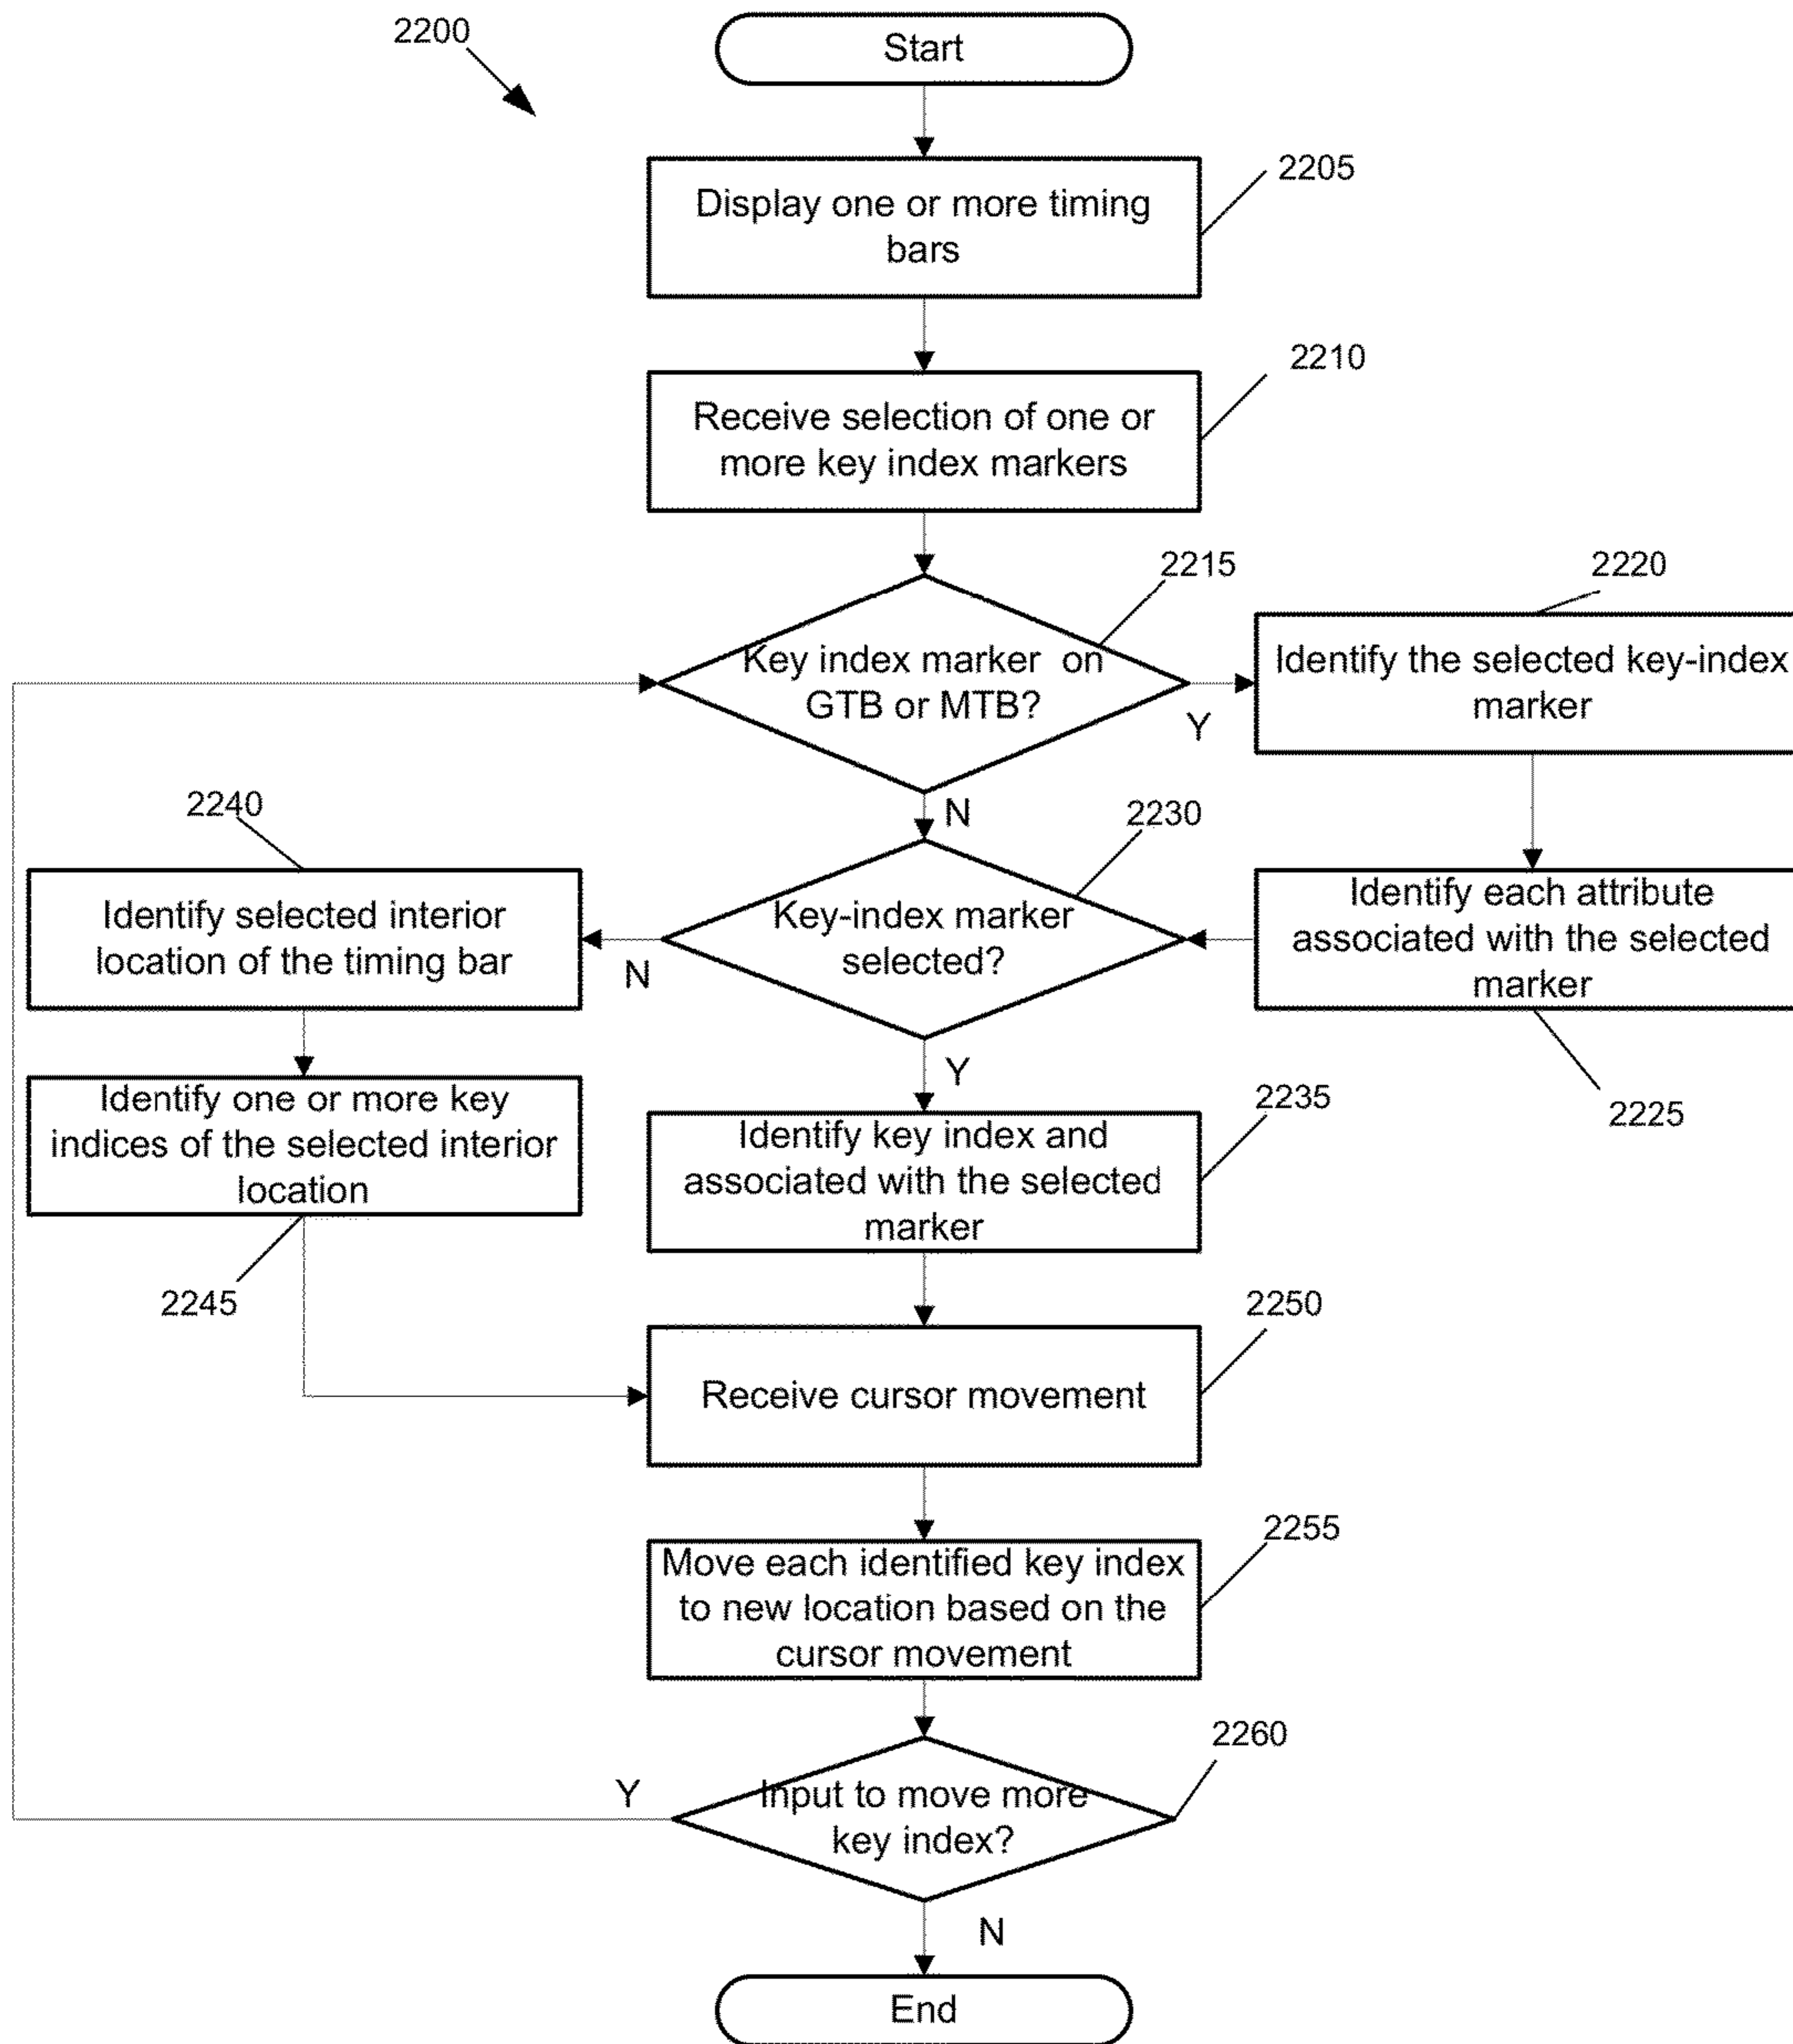 2200
Start
2205
Display one or more timing
bars
2210
Receive selection of one or
more key index markers
2215
2220
Key index marker on
GTB or MTB?
Y
Identify the selected key-index
marker
N
2240
2230
Identify selected interior
location of the timing bar
N
Key-index marker
selected?
Identify each attribute
associated with the selected
marker
Y
2225
Identify one or more key
indices of the selected interior
location
2245
2235
Identify key index and
associated with the selected
marker
2250
Receive cursor movement
2255
Move each identified key index
to new location based on the
cursor movement
2260
Y
Input to move more
key index?
N
End